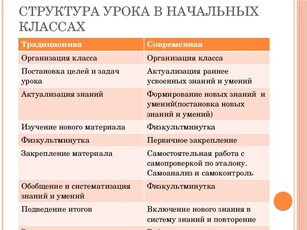 СТРУКТУРА УРОКА В НАЧАЛЬНЫХ
КЛАССАХ
Традиционная Современная
Организация класса Организация класса
Постановка целей и задач Актуализация раннее
урока усвоенных знаний и умений
Актуализация знаний Формирование новых знаний и
умений(постановка новых
знаний и умений)
Изучение нового материала Физкультминутка
Физкультминутка Первичное закрепление
Закрепление материала Самостоятельная работа с
самопроверкой по эталону.
Самоанализ и самоконтроль
Обобщение и систематизация Физкультминутка
знаний и умений
Подведение итогов Включение нового знания в
систему знаний и повторение